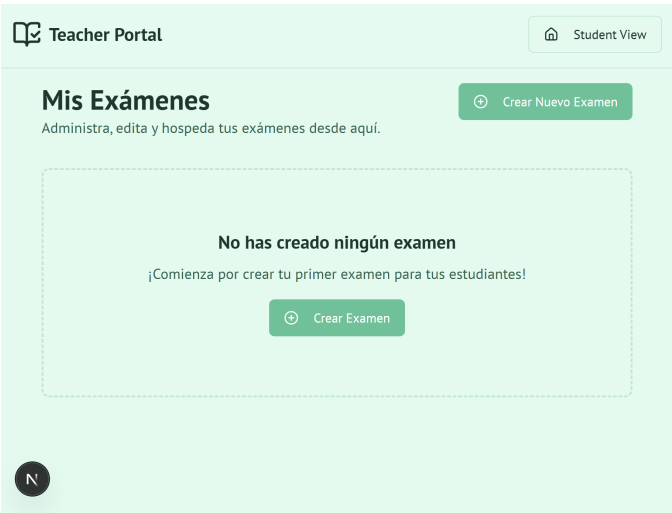 Teacher Portal
Student View
Mis Exámenes
Crear Nuevo Examen
Administra, edita y hospeda tus exámenes desde aquí.
No has creado ningún examen
¡Comienza por crear tu primer examen para tus estudiantes!
Crear Examen
N